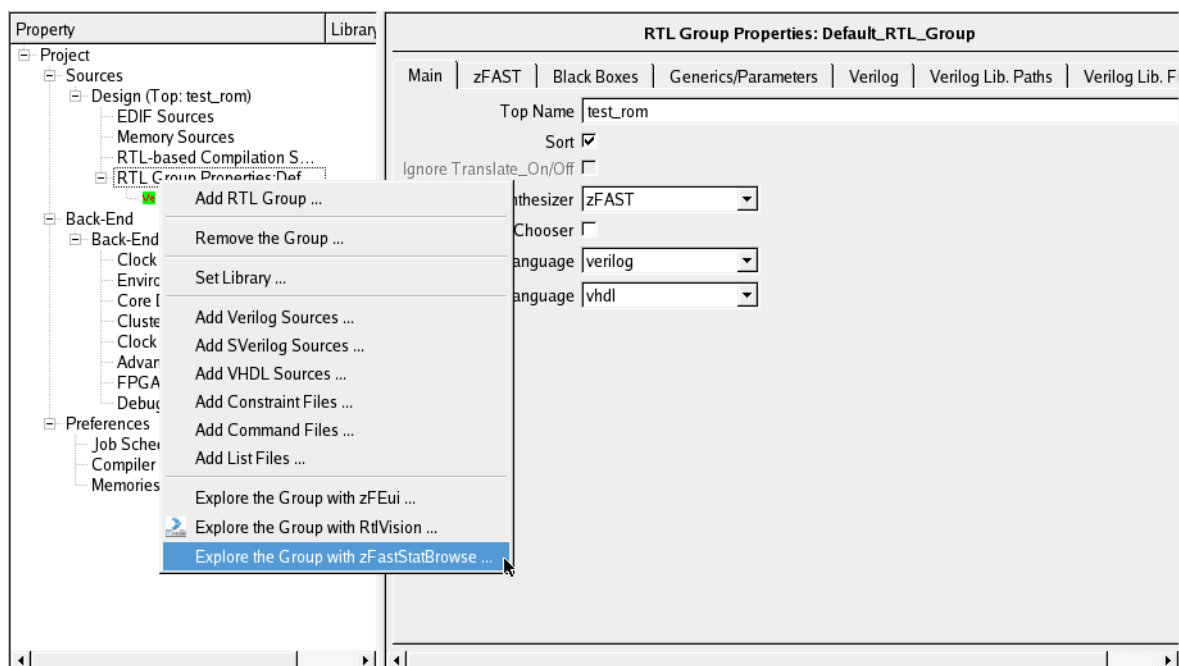 Property
Library
Project
Sources
Design (Top: test_rom)
EDIF Sources
Memory Sources
RTL-based Compilation S...
RTL Group Properties:Def...
Ve
Back-End
Back-End
Clock
Enviro
Core D
Cluste
Clock
Advan
FPGA
Debug
Preferences
Job Sche
Compiler
Memories
Add RTL Group ...
Remove the Group ...
Set Library ...
Add Verilog Sources ...
Add SVerilog Sources ...
Add VHDL Sources ...
Add Constraint Files ...
Add Command Files ...
Add List Files ...
Explore the Group with zFEui ...
Explore the Group with RtlVision ...
Explore the Group with zFastStatBrowse ...
RTL Group Properties: Default_RTL_Group
Main zFAST Black Boxes Generics/Parameters Verilog Verilog Lib. Paths Verilog Lib. Fi
Top Name test_rom
Sort
Ignore Translate_On/Off
nthesizer zFAST
Chooser
anguage verilog
anguage vhdl